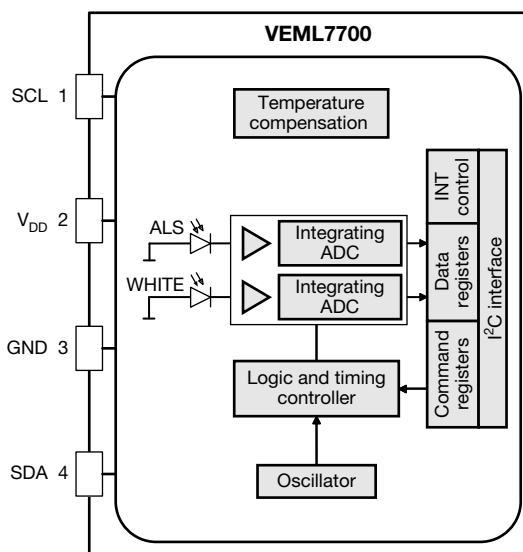 VEML7700
SCL 1
Temperature
compensation
V_DD 2
ALS
Integrating
ADC
WHITE
Integrating
ADC
INT
control
Data
registers
Command
registers
I²C interface
GND 3
Logic and timing
controller
SDA 4
Oscillator